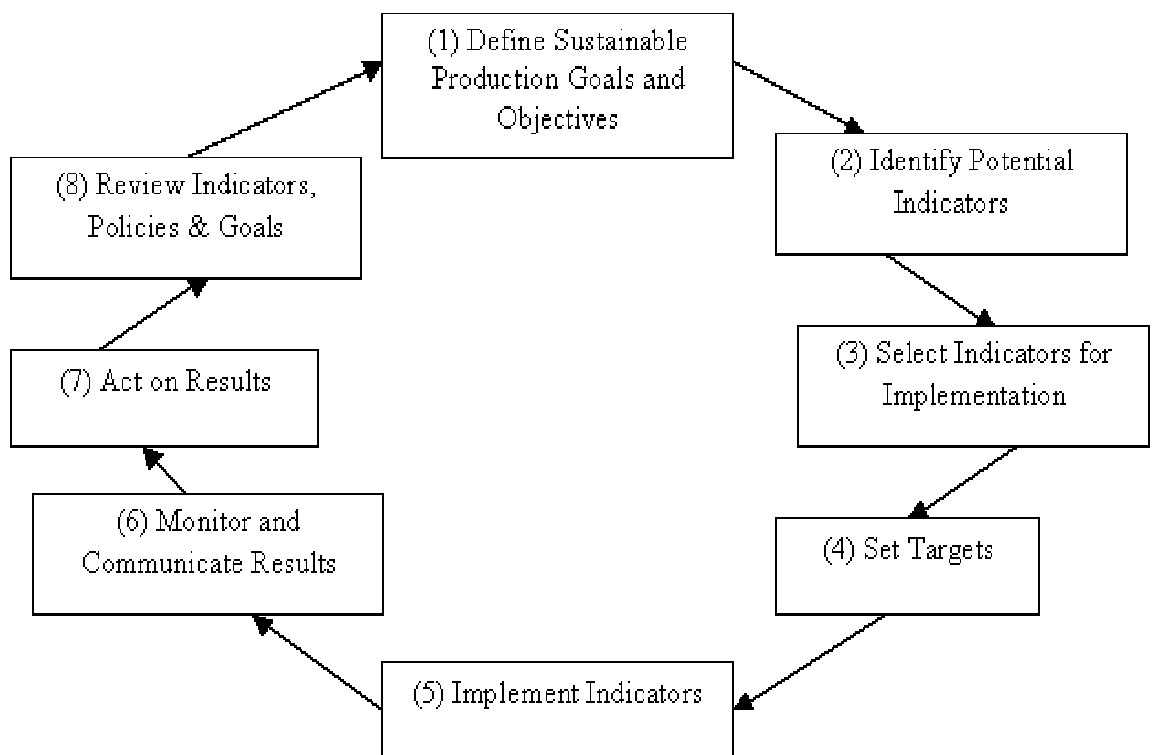 (1) Define Sustainable
Production Goals and
Objectives
(2) Identify Potential
Indicators
(3) Select Indicators for
Implementation
(4) Set Targets
(5) Implement Indicators
(6) Monitor and
Communicate Results
(7) Act on Results
(8) Review Indicators,
Policies & Goals